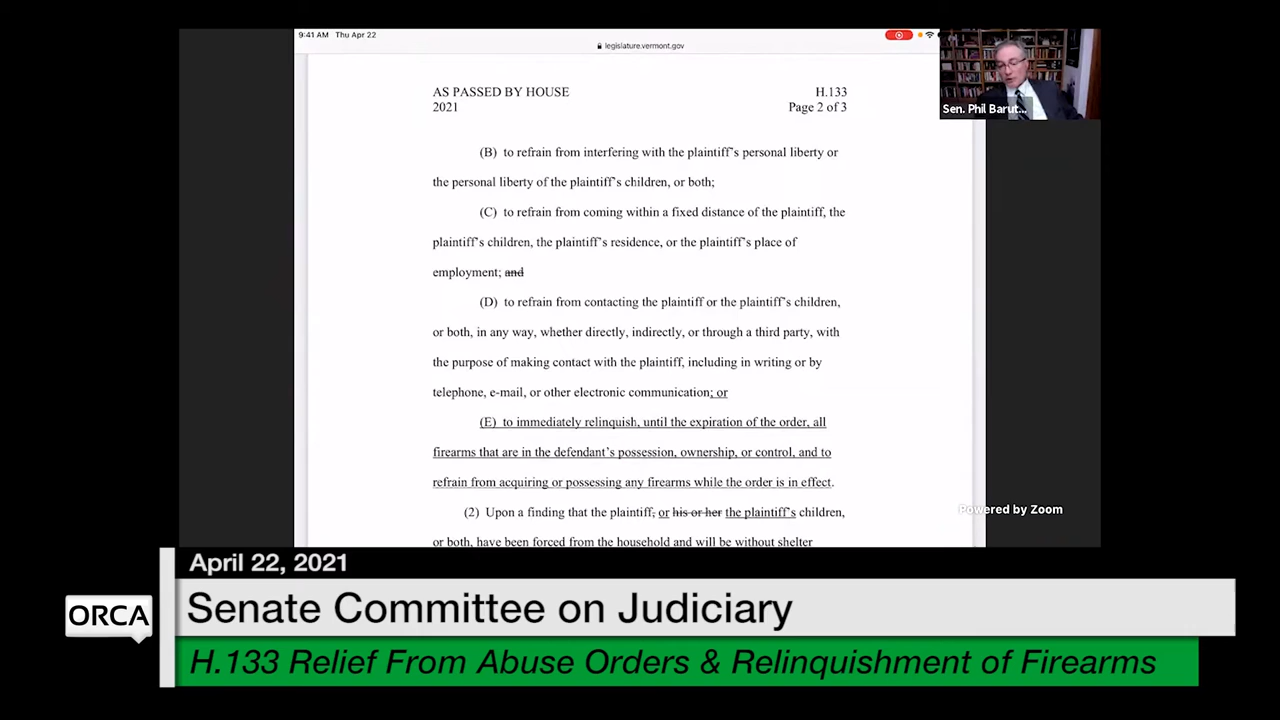 9:41 AM Thu Apr 22
legislature.vermont.gov
AS PASSED BY HOUSE H.133
2021 Page 2 of 3
Sen. Phil Barut...
(B) to refrain from interfering with the plaintiff’s personal liberty or
the personal liberty of the plaintiff’s children, or both;
(C) to refrain from coming within a fixed distance of the plaintiff, the
plaintiff’s children, the plaintiff’s residence, or the plaintiff’s place of
employment; and
(D) to refrain from contacting the plaintiff or the plaintiff’s children,
or both, in any way, whether directly, indirectly, or through a third party, with
the purpose of making contact with the plaintiff, including in writing or by
telephone, e-mail, or other electronic communication; or
(E) to immediately relinquish, until the expiration of the order, all
firearms that are in the defendant’s possession, ownership, or control, and to
refrain from acquiring or possessing any firearms while the order is in effect.
(2) Upon a finding that the plaintiff, or his or her the plaintiff’s children,
or both, have been forced from the household and will be without shelter
Powered by Zoom
April 22, 2021
ORCA
Senate Committee on Judiciary
H.133 Relief From Abuse Orders & Relinquishment of Firearms